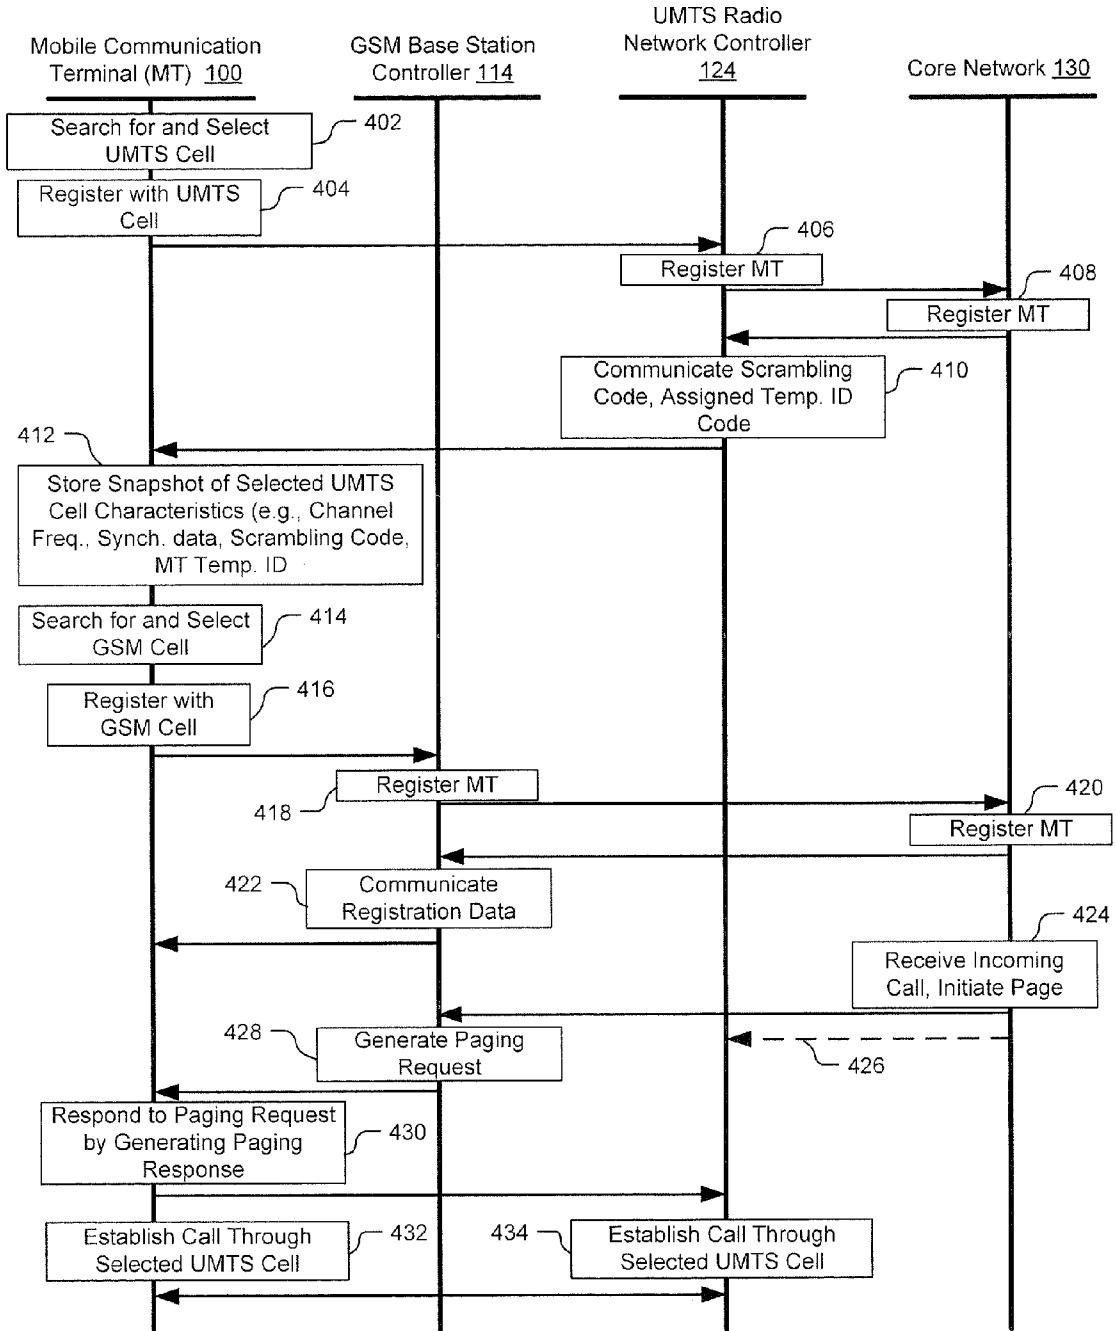 Mobile Communication
Terminal (MT) 100
GSM Base Station
Controller 114
UMTS Radio
Network Controller
124
Core Network 130
Search for and Select
UMTS Cell
402
Register with UMTS
Cell
404
406
Register MT
408
Register MT
Communicate Scrambling
Code, Assigned Temp. ID
Code
410
412
Store Snapshot of Selected UMTS
Cell Characteristics (e.g., Channel
Freq., Synch. data, Scrambling Code,
MT Temp. ID
Search for and Select
GSM Cell
414
Register with
GSM Cell
416
Register MT
418
420
Register MT
422
Communicate
Registration Data
424
Receive Incoming
Call, Initiate Page
426
428
Generate Paging
Request
Respond to Paging Request
by Generating Paging
Response
430
Establish Call Through
Selected UMTS Cell
432
434
Establish Call Through
Selected UMTS Cell